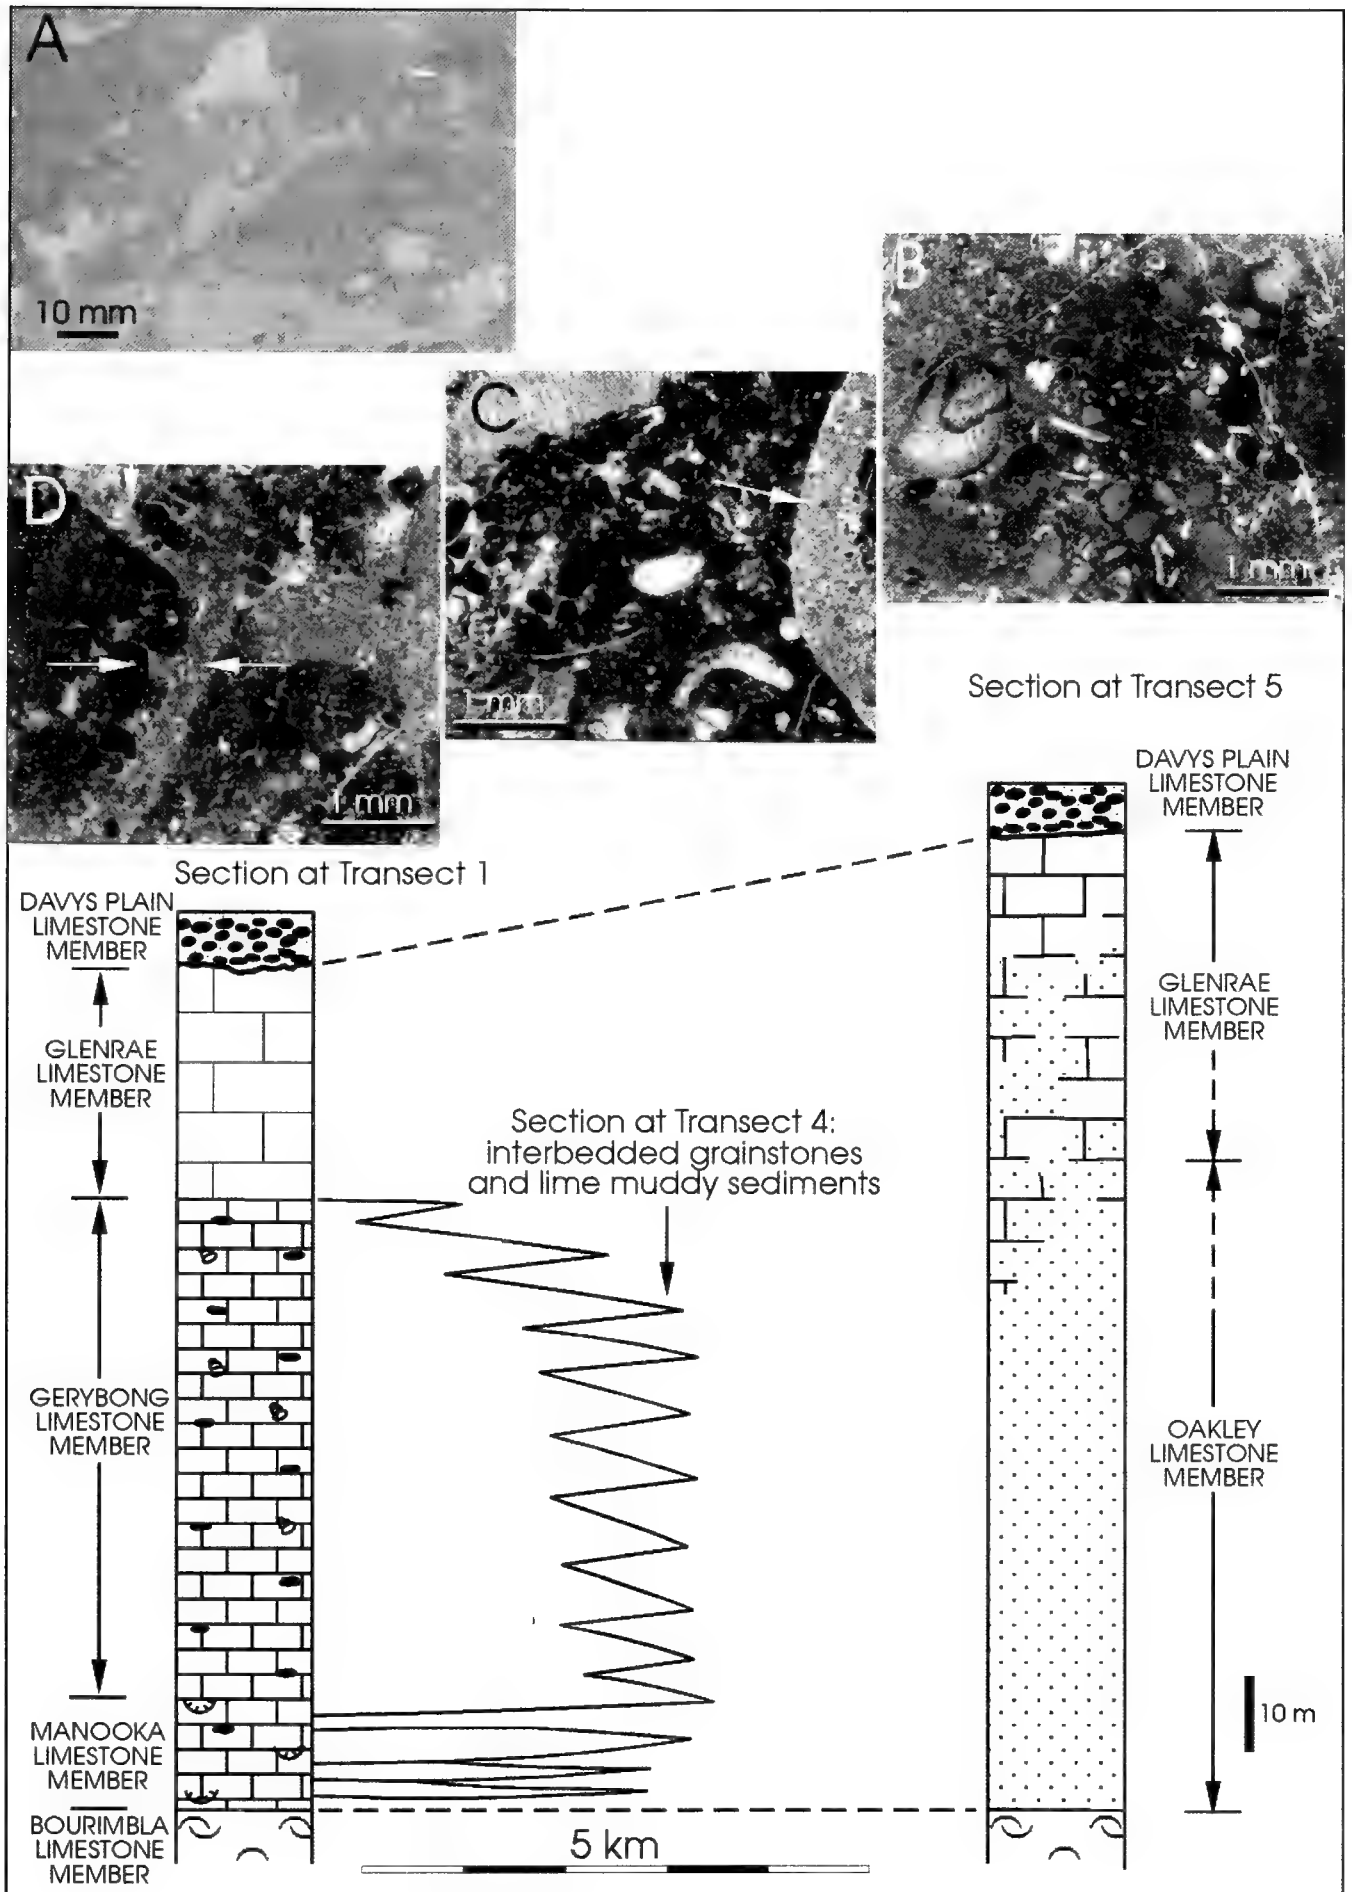 A
10 mm
B
1 mm
C
1 mm
D
1 mm
Section at Transect 5
DAVYS PLAIN
LIMESTONE
MEMBER
GLENRAE
LIMESTONE
MEMBER
OAKLEY
LIMESTONE
MEMBER
10 m
Section at Transect 1
DAVYS PLAIN
LIMESTONE
MEMBER
GLENRAE
LIMESTONE
MEMBER
GERYBONG
LIMESTONE
MEMBER
MANOOKA
LIMESTONE
MEMBER
BOURIMBLA
LIMESTONE
MEMBER
Section at Transect 4:
interbedded grainstones
and lime muddy sediments
5 km